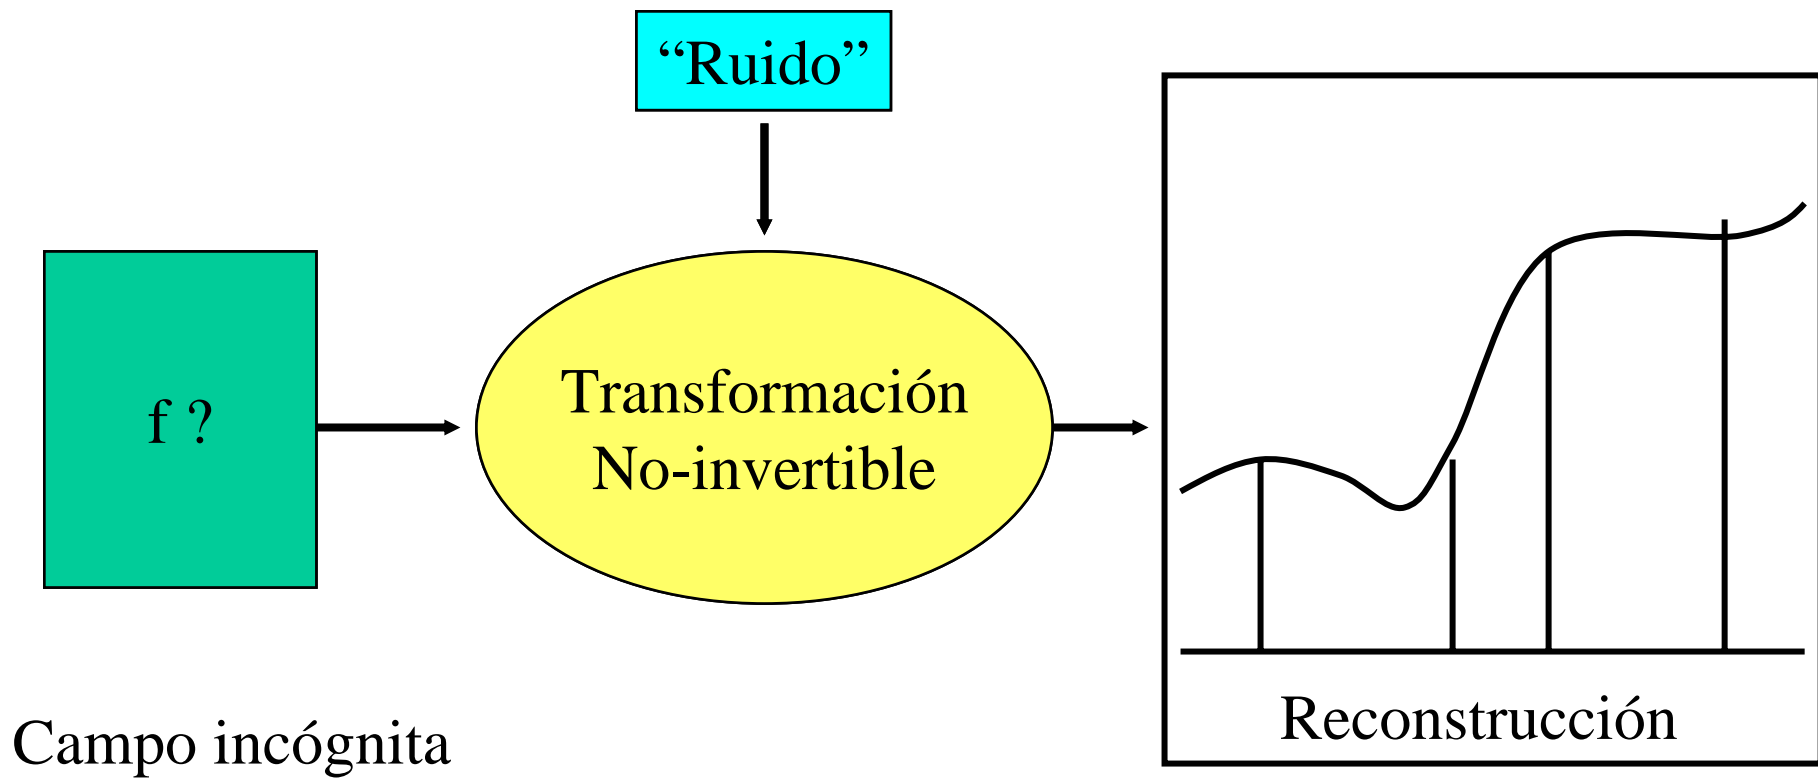 “Ruido”
f ?
Transformación
No-invertible
Reconstrucción
Campo incógnita